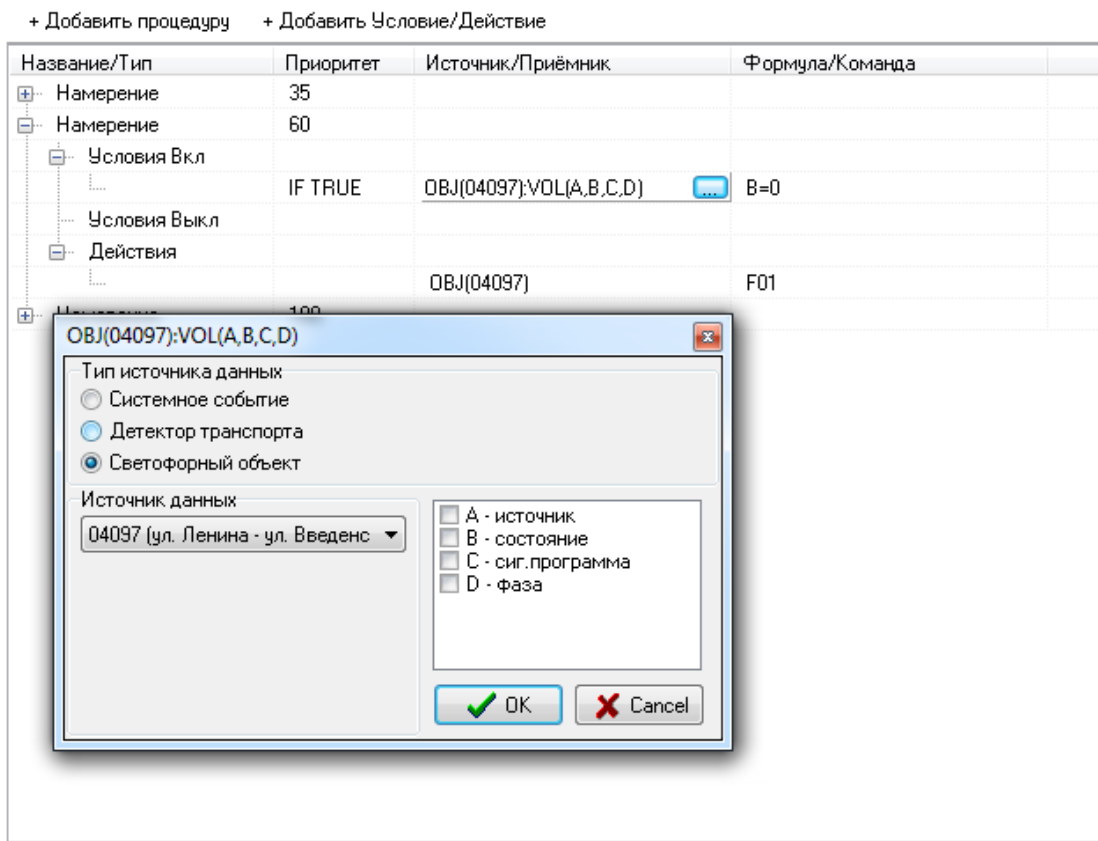 + Добавить процедуру + Добавить Условие/Действие
Название/Тип Приоритет Источник/Приёмник Формула/Команда
Намерение 35
Намерение 60
Условия Вкл
IF TRUE OBJ(04097):VOL(A,B,C,D) ... B=0
Условия Выкл
Действия
OBJ(04097) F01
OBJ(04097):VOL(A,B,C,D)
Тип источника данных
Системное событие
Детектор транспорта
Светофорный объект
Источник данных
04097 (ул. Ленина - ул. Введенс
A - источник
B - состояние
C - сиг.программа
D - фаза
OK Cancel